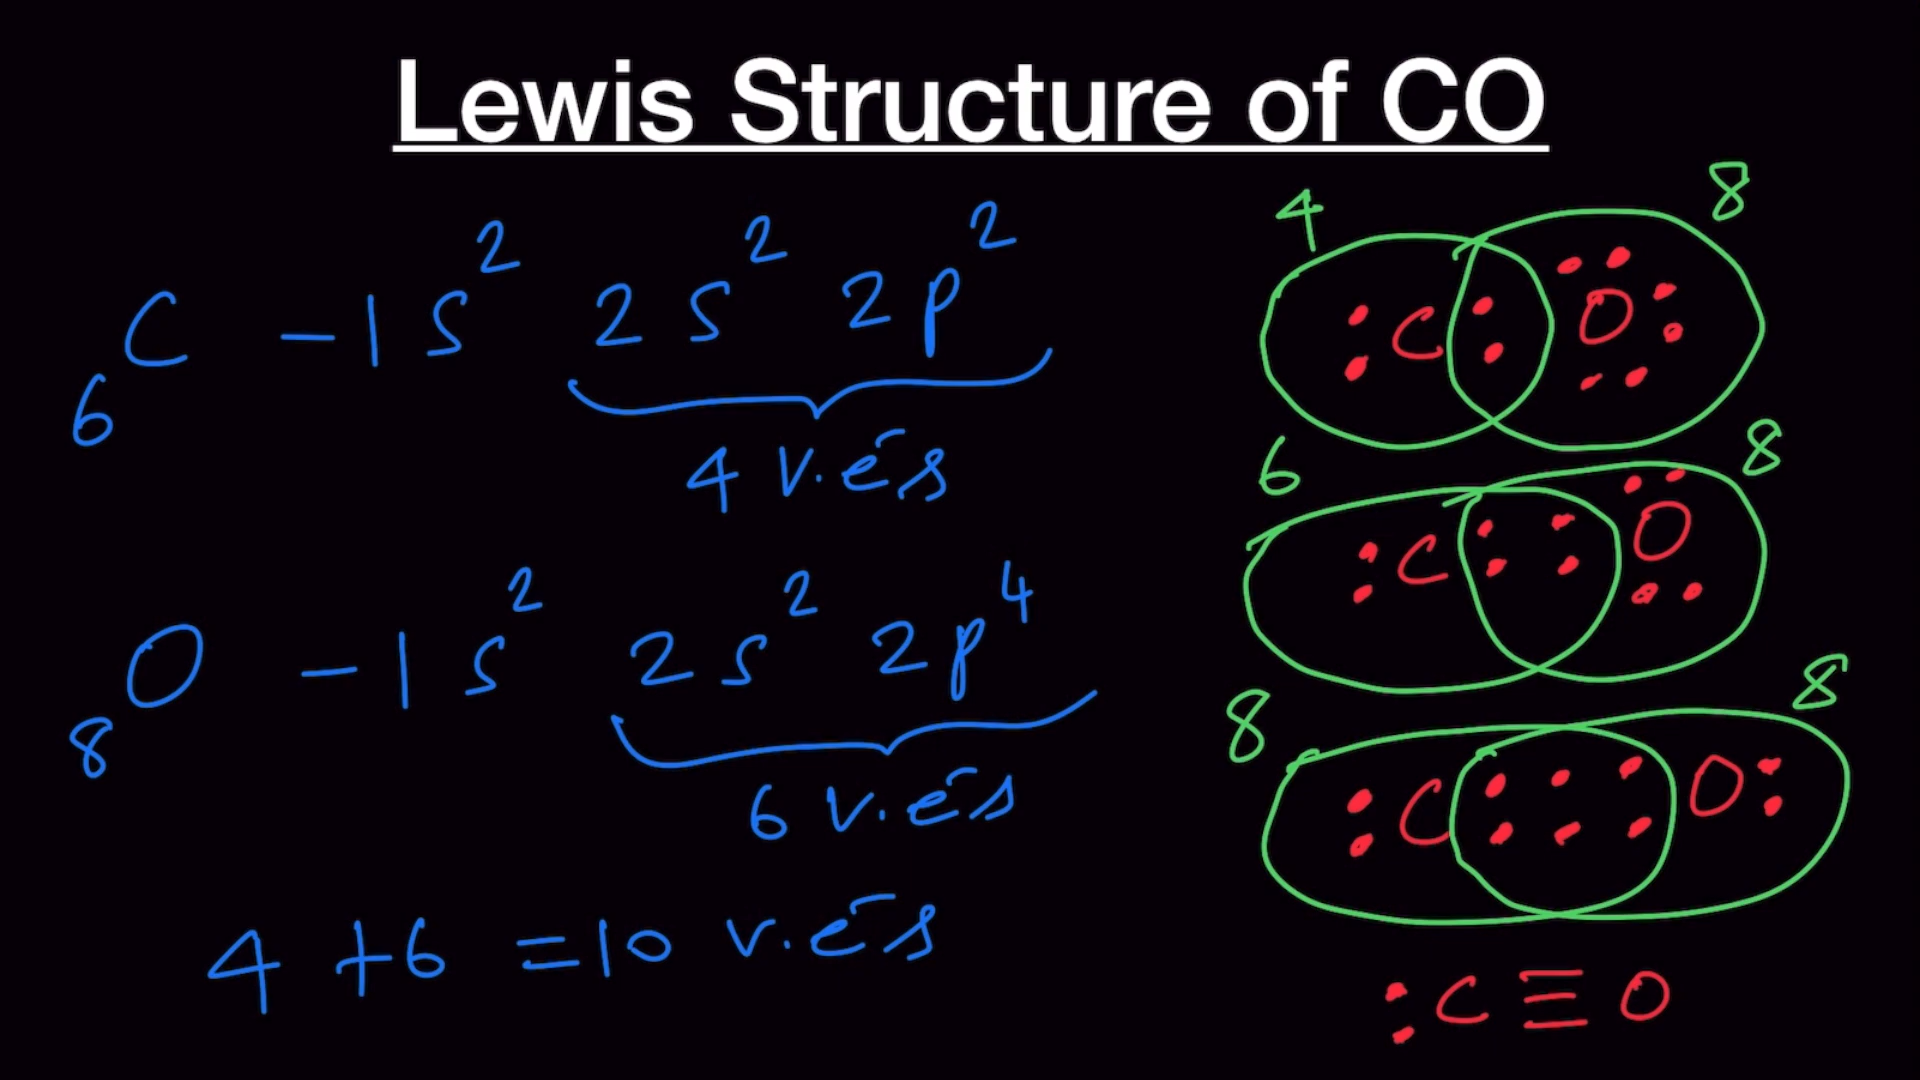 Lewis Structure of CO
₆C – 1s² 2s² 2p²
4 v.e⁻s
₈O – 1s² 2s² 2p⁴
6 v.e⁻s
4 + 6 = 10 v.e⁻s
4 8
: C : O
6 8
: C :: O
8 8
: C ::: O :
: C ≡ O